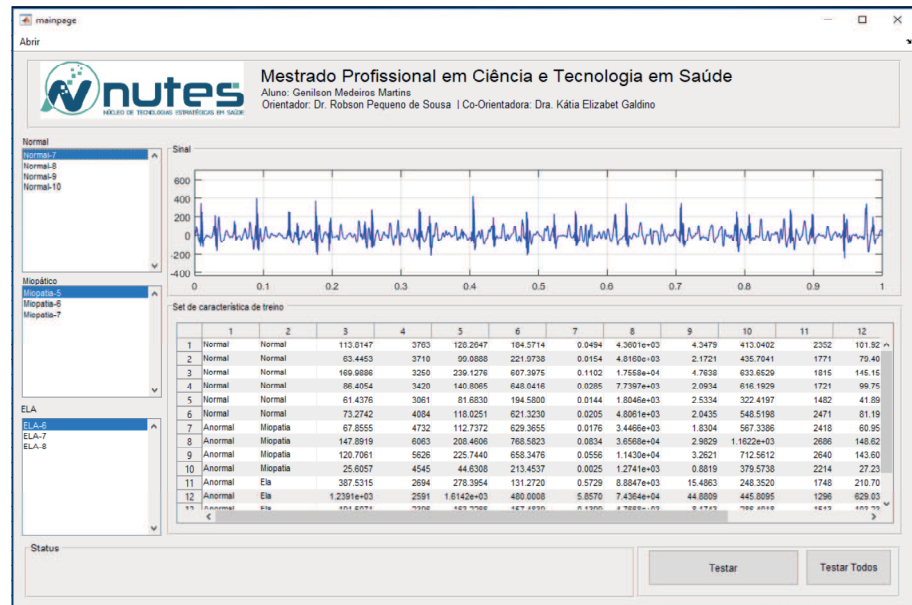 mainpage
Abrir
nutes
NÚCLEO DE TECNOLOGIAS ESTRATÉGICAS EM SAÚDE
Mestrado Profissional em Ciência e Tecnologia em Saúde
Aluno: Genilson Medeiros Martins
Orientador: Dr. Robson Pequeno de Sousa I Co-Orientadora: Dra. Kátia Elizabet Galdino
Normal
Normal-7
Normal-8
Normal-9
Normal-10
Miopático
Miopatia-5
Miopatia-6
Miopatia-7
ELA
ELA-6
ELA-7
ELA-8
Sinal
600
400
200
0
-200
-400
0 0.1 0.2 0.3 0.4 0.5 0.6 0.7 0.8 0.9 1
Set de característica de treino
1 2 3 4 5 6 7 8 9 10 11 12
1 Normal Normal 113.8147 3763 128.2647 184.5714 0.0494 4.3601e+03 4.3479 413.0402 2352 101.92
2 Normal Normal 63.4453 3710 99.0888 221.9738 0.0154 4.8160e+03 2.1721 435.7041 1771 79.40
3 Normal Normal 169.9886 3250 239.1276 607.3975 0.1102 1.7558e+04 4.7638 633.6529 1815 145.15
4 Normal Normal 86.4054 3420 140.8065 648.0416 0.0285 7.7397e+03 2.0934 616.1929 1721 99.75
5 Normal Normal 61.4376 3061 81.6830 194.5800 0.0144 1.8046e+03 2.5334 322.4197 1482 41.89
6 Normal Normal 73.2742 4084 118.0251 621.3230 0.0205 4.8061e+03 2.0435 548.5198 2471 81.19
7 Anormal Miopatia 67.8555 4732 112.7372 629.3655 0.0176 3.4466e+03 1.8304 567.3386 2418 60.95
8 Anormal Miopatia 147.8919 6063 208.4606 768.5823 0.0834 3.6568e+04 2.9829 1.1622e+03 2686 148.62
9 Anormal Miopatia 120.7061 5626 225.7440 658.3476 0.0556 1.1430e+04 3.2621 712.5612 2640 143.60
10 Anormal Miopatia 25.6057 4545 44.6308 213.4537 0.0025 1.2741e+03 0.8819 379.5738 2214 27.23
11 Anormal Ela 315.4131 2694 278.3954 131.2720 0.5729 8.8847e+03 15.4863 248.3520 1748 210.70
12 Anormal Ela 1.2391e+03 2591 1.6142e+03 480.0008 5.8570 7.4364e+04 44.8809 445.8095 1296 629.03
Status
Testar
Testar Todos